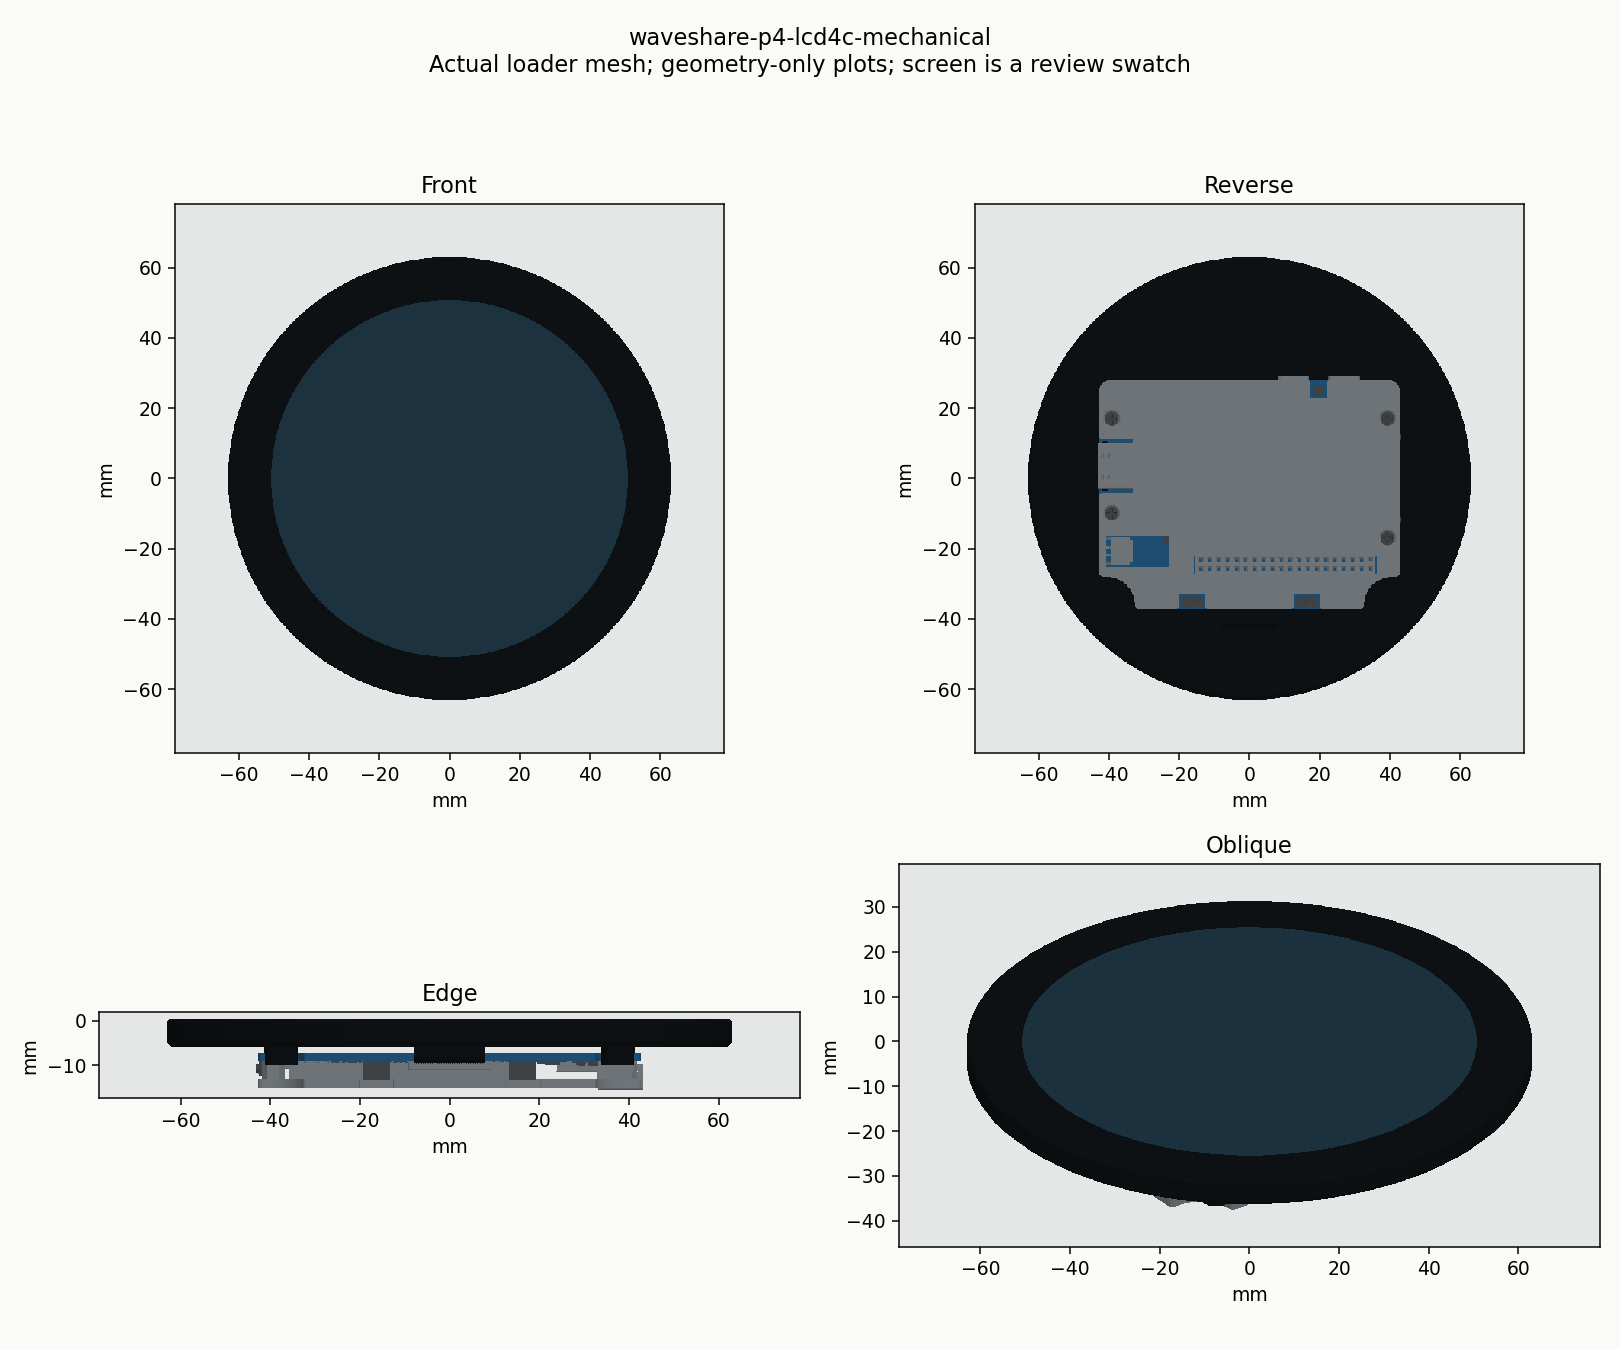 waveshare-p4-lcd4c-mechanical
Actual loader mesh; geometry-only plots; screen is a review swatch
Front
60
40
20
0
−20
−40
−60
mm
−60 −40 −20 0 20 40 60
mm
Reverse
60
40
20
0
−20
−40
−60
mm
−60 −40 −20 0 20 40 60
mm
Edge
0
−10
mm
−60 −40 −20 0 20 40 60
mm
Oblique
30
20
10
0
−10
−20
−30
−40
mm
−60 −40 −20 0 20 40 60
mm